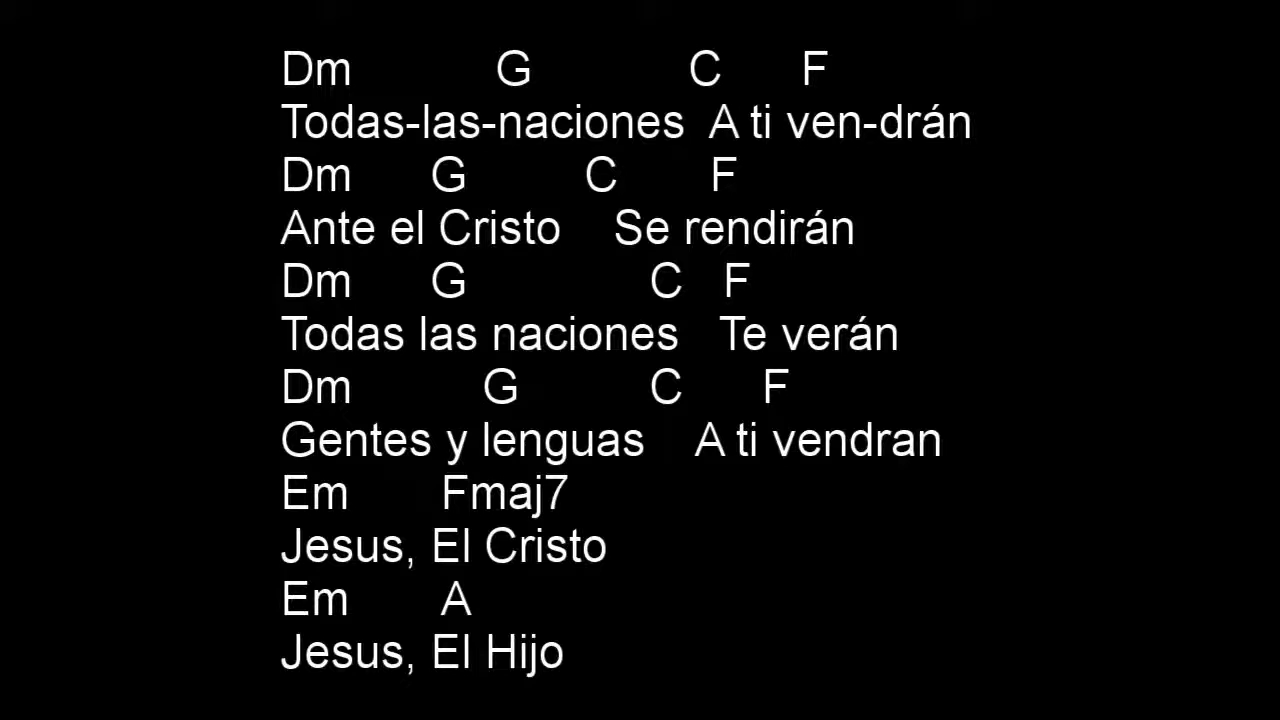 Dm G C F
Todas-las-naciones A ti ven-drán
Dm G C F
Ante el Cristo Se rendirán
Dm G C F
Todas las naciones Te verán
Dm G C F
Gentes y lenguas A ti vendran
Em Fmaj7
Jesus, El Cristo
Em A
Jesus, El Hijo